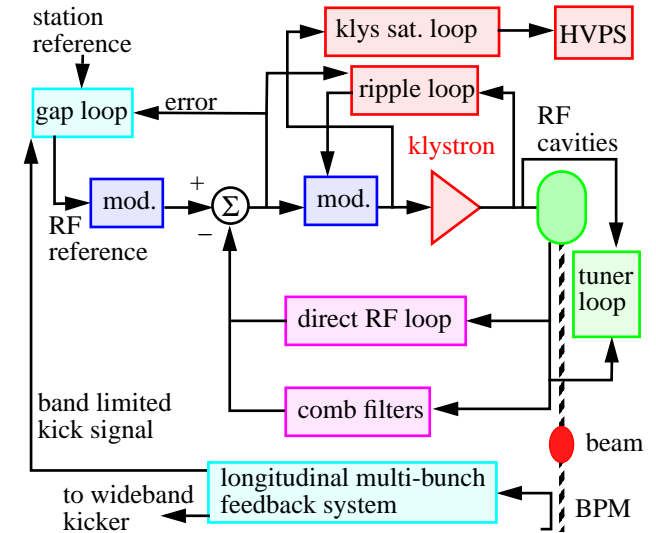 station
reference
klys sat. loop
HVPS
gap loop
error
ripple loop
RF
cavities
klystron
mod.
+
Σ
−
mod.
RF
reference
tuner
loop
direct RF loop
comb filters
band limited
kick signal
beam
longitudinal multi-bunch
feedback system
to wideband
kicker
BPM